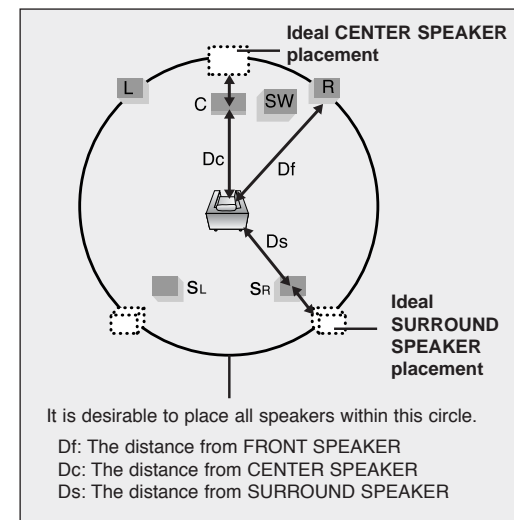 Ideal CENTER SPEAKER
placement
L
R
C
SW
Dc
Df
Ds
SL
SR
Ideal
SURROUND
SPEAKER
placement
It is desirable to place all speakers within this circle.
Df: The distance from FRONT SPEAKER
Dc: The distance from CENTER SPEAKER
Ds: The distance from SURROUND SPEAKER